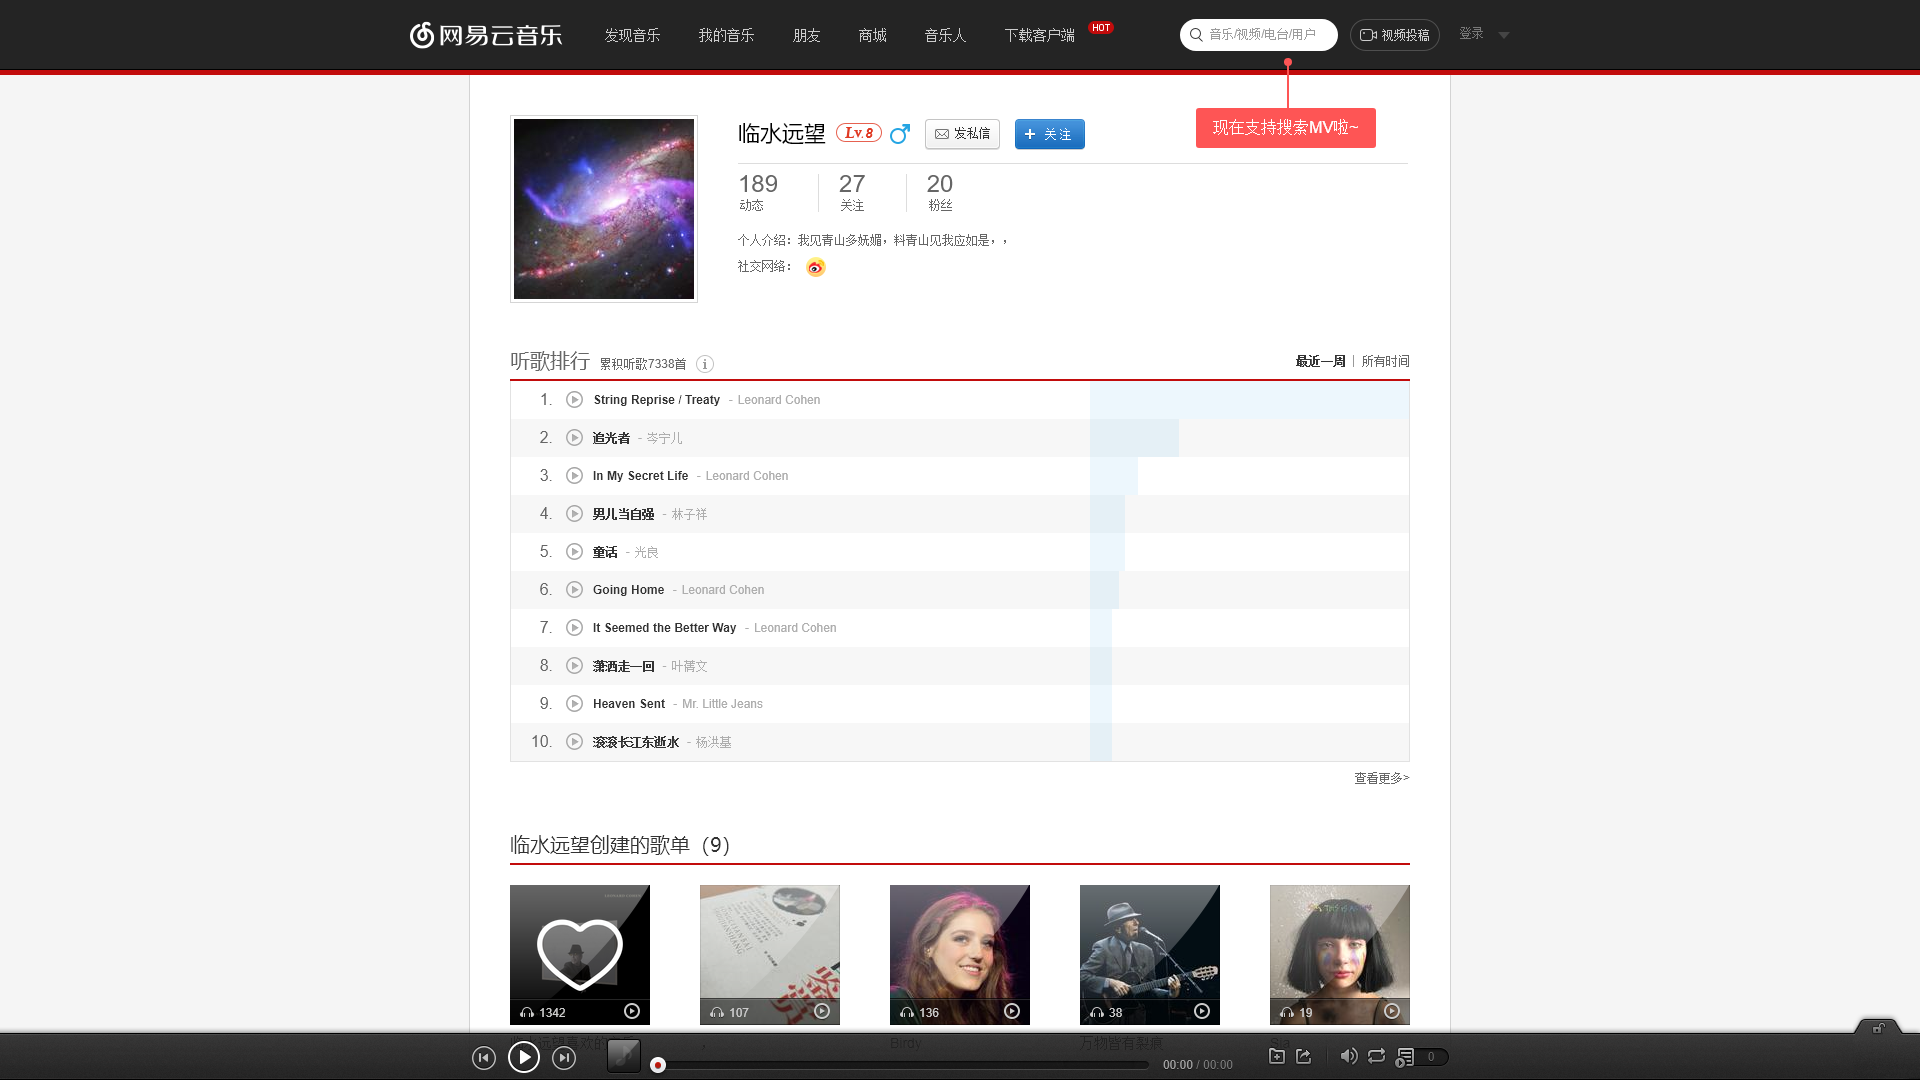 网易云音乐
发现音乐 我的音乐 朋友 商城 音乐人 下载客户端 HOT
音乐/视频/电台/用户
视频投稿
登录
现在支持搜索MV啦~
临水远望 Lv.8 发私信 关注
189 27 20
动态 关注 粉丝
个人介绍：我见青山多妩媚，料青山见我应如是，，
社交网络：
听歌排行 累积听歌7338首
最近一周 所有时间
1. String Reprise / Treaty - Leonard Cohen
2. 追光者 - 岑宁儿
3. In My Secret Life - Leonard Cohen
4. 男儿当自强 - 林子祥
5. 童话 - 光良
6. Going Home - Leonard Cohen
7. It Seemed the Better Way - Leonard Cohen
8. 潇洒走一回 - 叶蒨文
9. Heaven Sent - Mr. Little Jeans
10. 滚滚长江东逝水 - 杨洪基
查看更多>
临水远望创建的歌单（9）
1342 107 136 38 19
Birdy 万物皆有裂痕 Sia
00:00 / 00:00
0